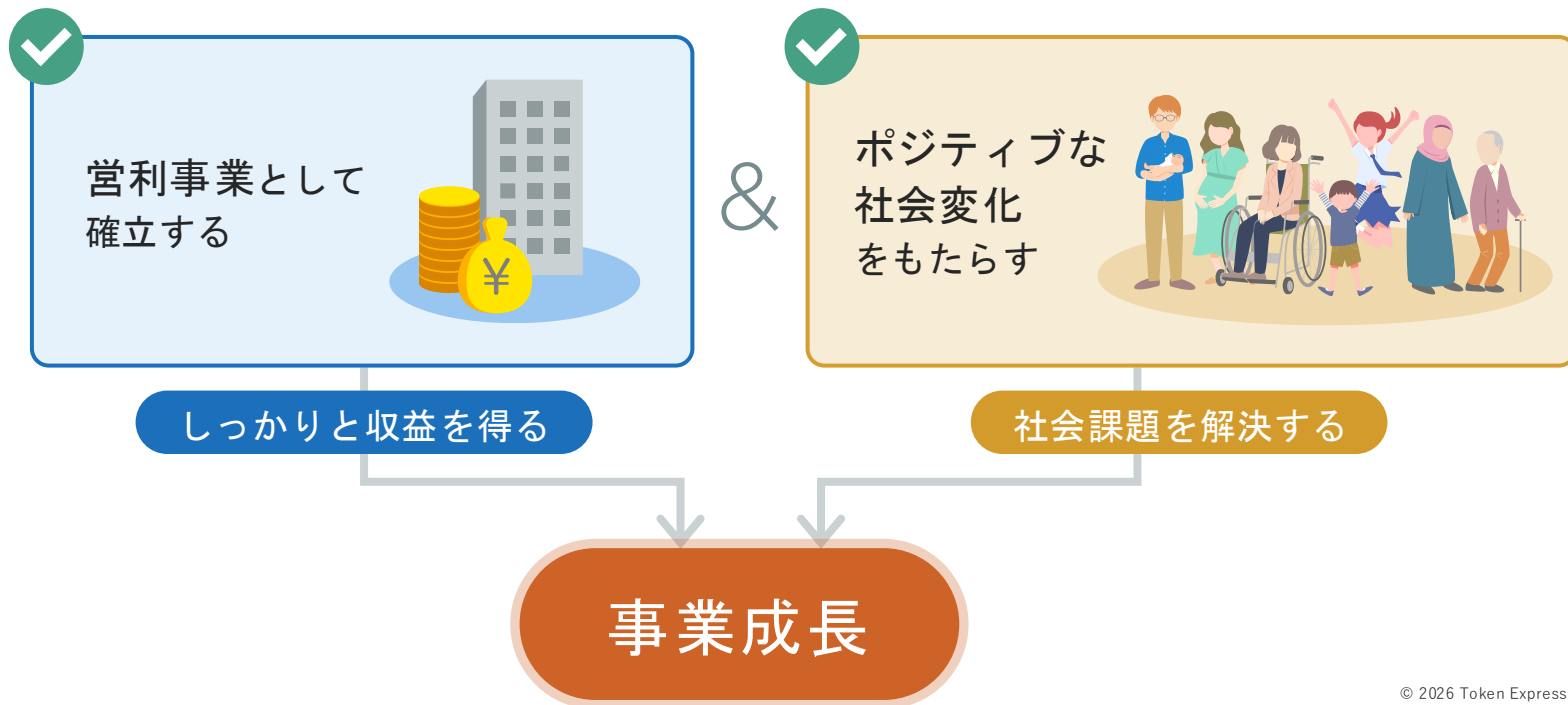 営利事業として
確立する
¥
&
ポジティブな
社会変化
をもたらす
しっかりと収益を得る
社会課題を解決する
事業成長
© 2026 Token Express